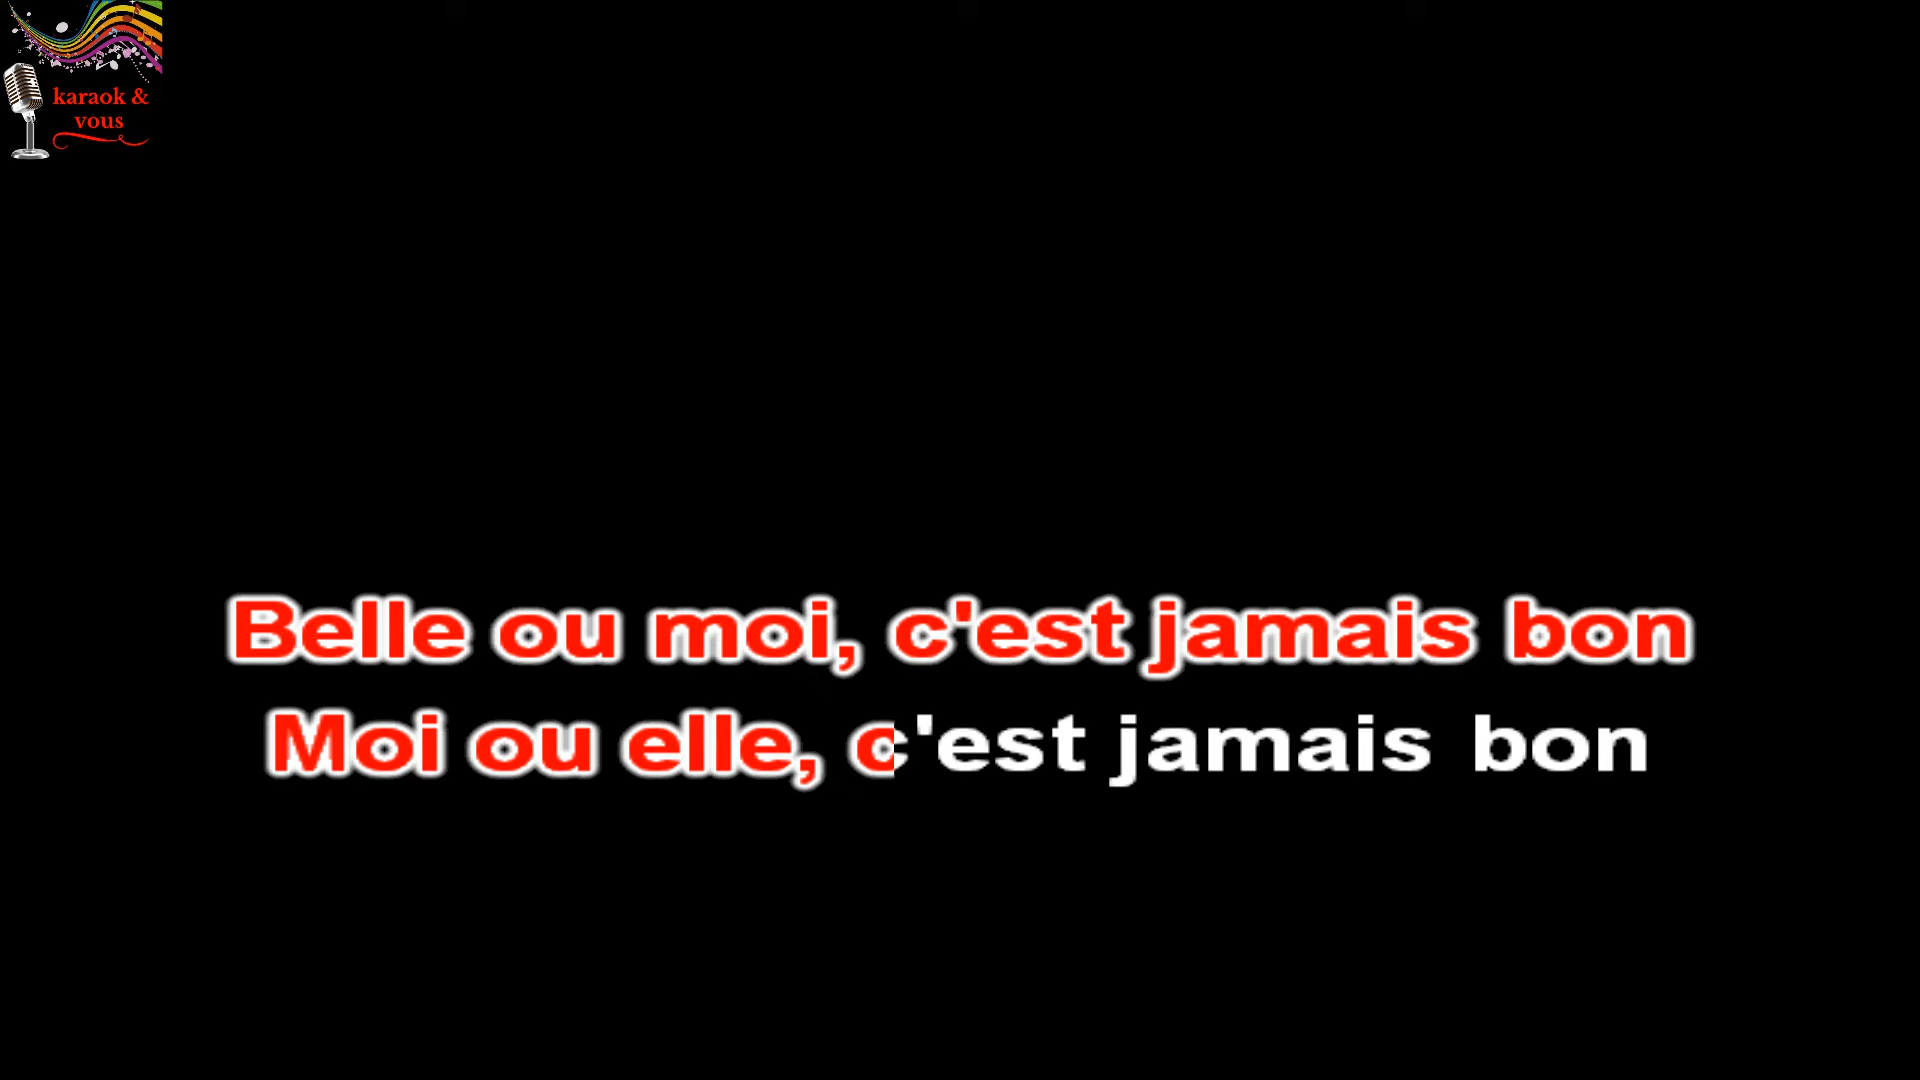 karaok &
vous
Belle ou moi, c'est jamais bon
Moi ou elle, c'est jamais bon